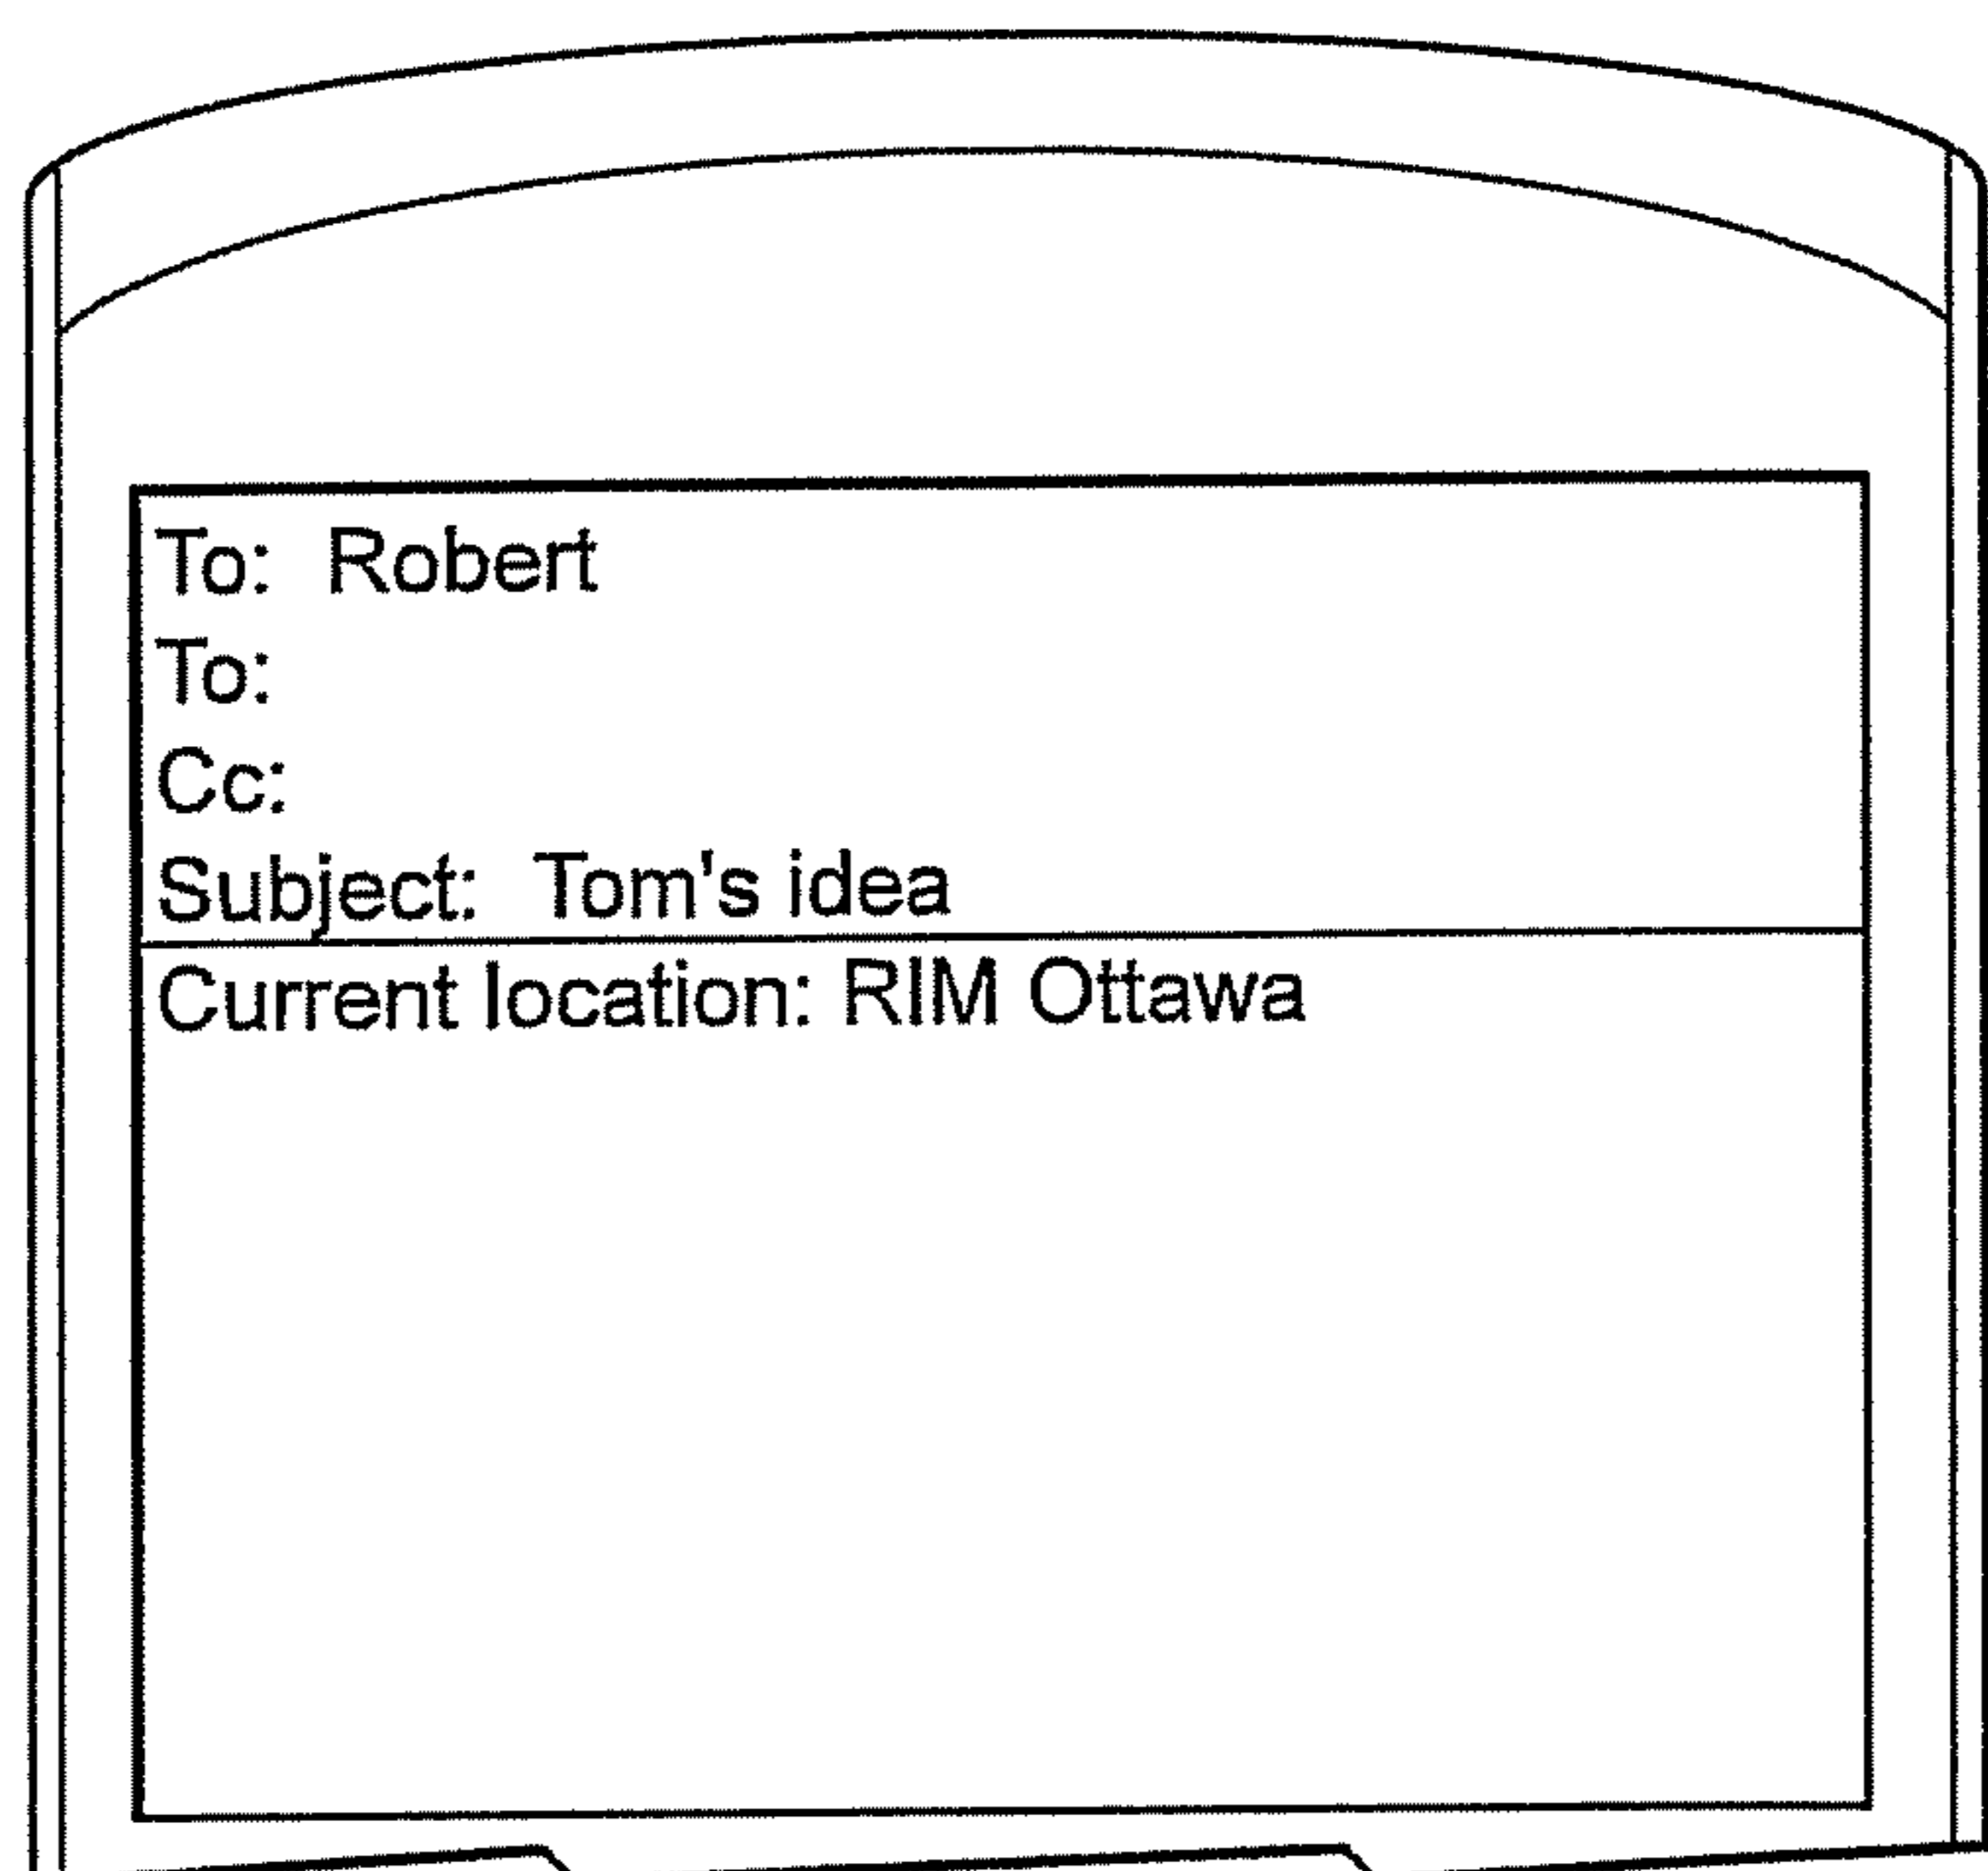 To: Robert
To:
Cc:
Subject: Tom's idea
Current location: RIM Ottawa